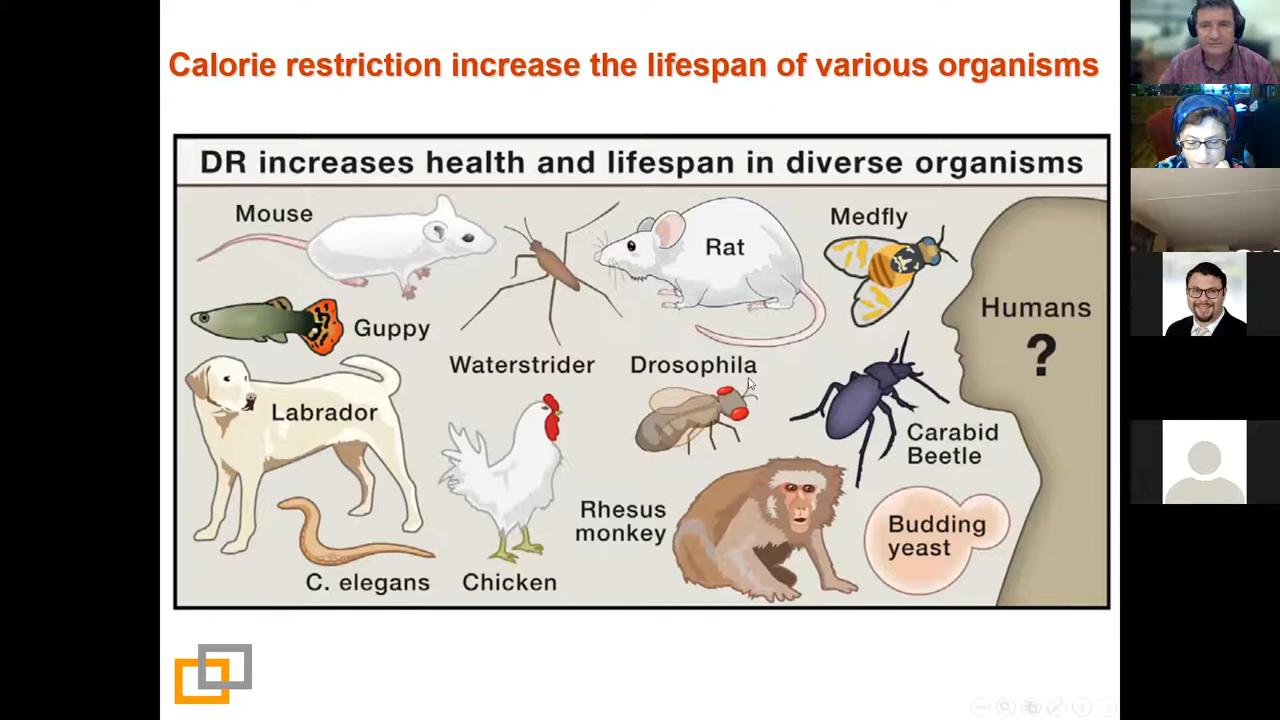 Calorie restriction increase the lifespan of various organisms
DR increases health and lifespan in diverse organisms
Mouse
Rat
Medfly
Guppy
Humans
?
Waterstrider
Drosophila
Labrador
Carabid
Beetle
Rhesus
monkey
Budding
yeast
C. elegans
Chicken